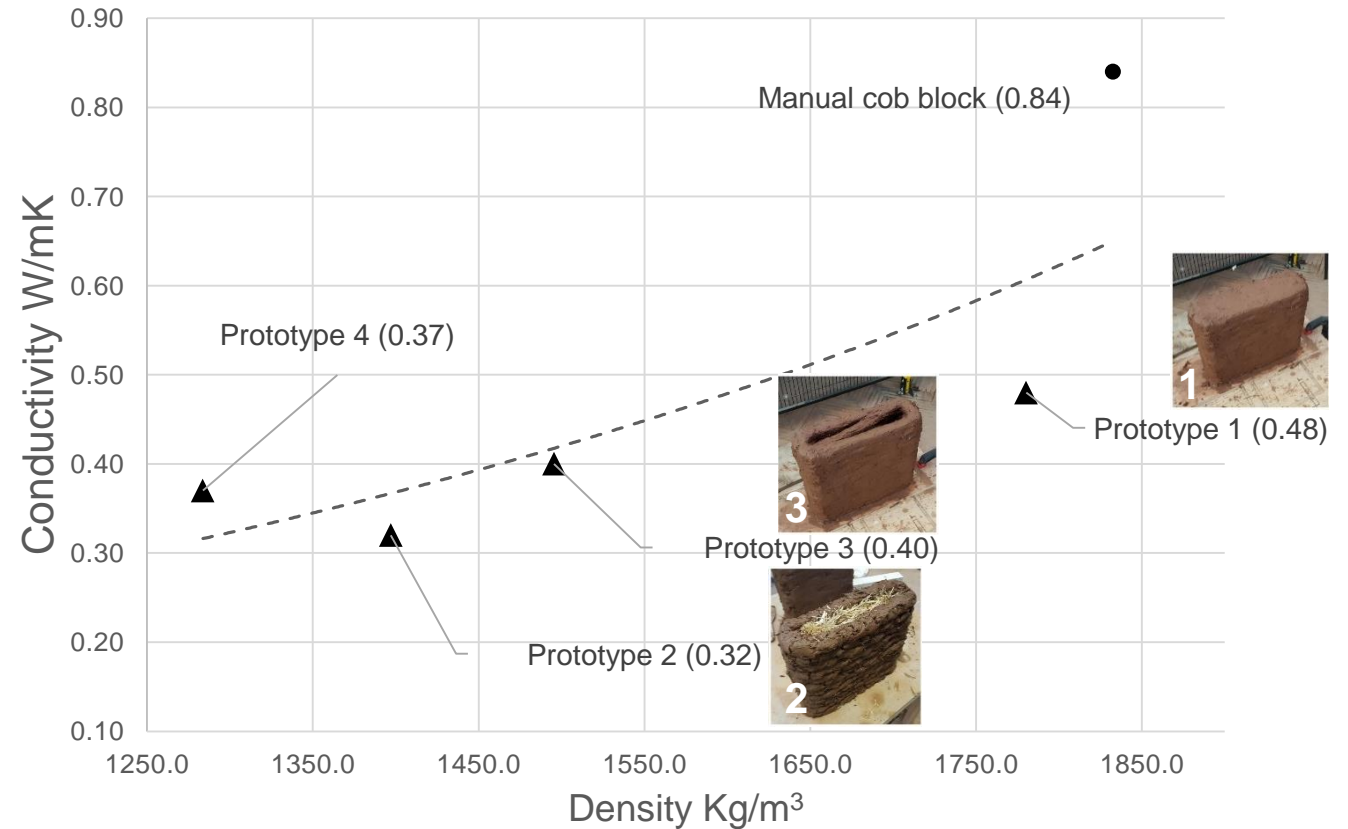 0.90
0.80
0.70
0.60
0.50
0.40
0.30
0.20
0.10
Conductivity W/mK
Manual cob block (0.84)
Prototype 4 (0.37)
1
Prototype 1 (0.48)
3
Prototype 3 (0.40)
Prototype 2 (0.32)
2
1250.0 1350.0 1450.0 1550.0 1650.0 1750.0 1850.0
Density Kg/m³